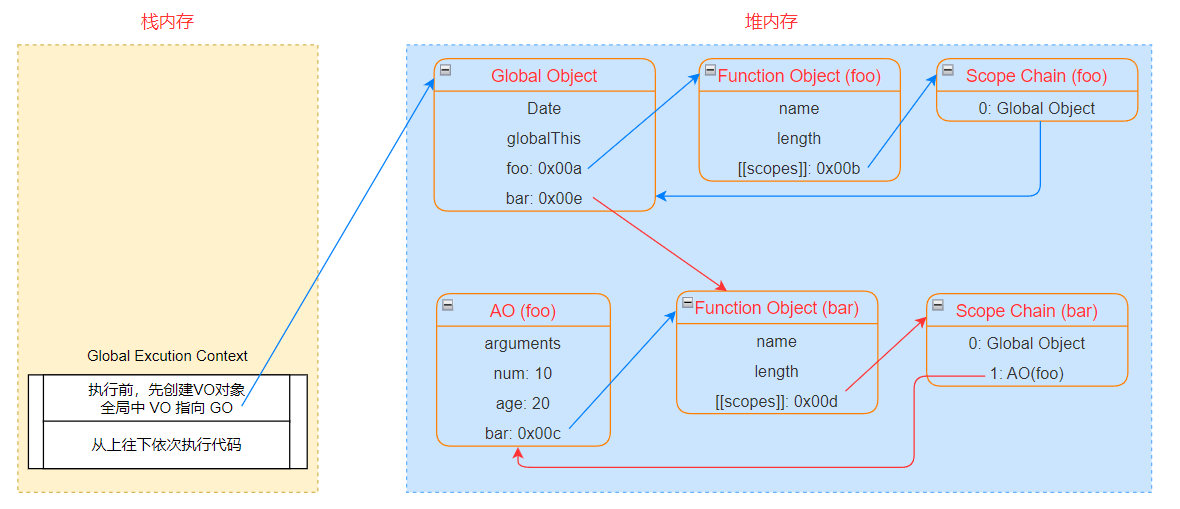 栈内存
堆内存
Global Object
Date
globalThis
foo: 0x00a
bar: 0x00e
Function Object (foo)
name
length
[[scopes]]: 0x00b
Scope Chain (foo)
0: Global Object
Global Excution Context
执行前，先创建VO对象
全局中 VO 指向 GO
从上往下依次执行代码
AO (foo)
arguments
num: 10
age: 20
bar: 0x00c
Function Object (bar)
name
length
[[scopes]]: 0x00d
Scope Chain (bar)
0: Global Object
1: AO(foo)